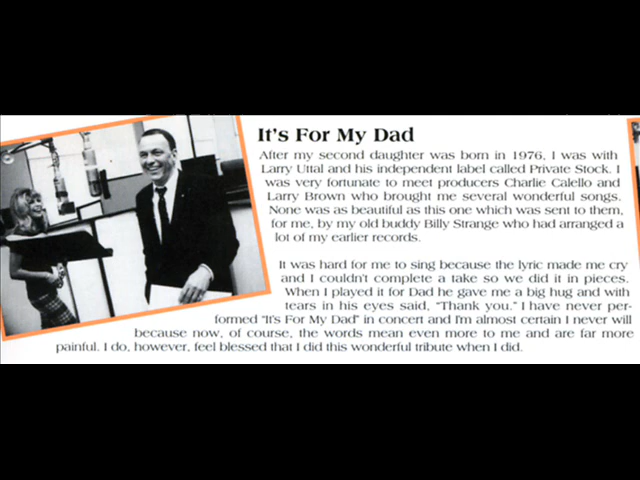 It's For My Dad
After my second daughter was born in 1976, I was with
Larry Uttal and his independent label called Private Stock. I
was very fortunate to meet producers Charlie Calello and
Larry Brown who brought me several wonderful songs.
None was as beautiful as this one which was sent to them,
for me, by my old buddy Billy Strange who had arranged a
lot of my earlier records.
It was hard for me to sing because the lyric made me cry
and I couldn't complete a take so we did it in pieces.
When I played it for Dad he gave me a big hug and with
tears in his eyes said, "Thank you." I have never per-
formed "It's For My Dad" in concert and I'm almost certain I never will
because now, of course, the words mean even more to me and are far more
painful. I do, however, feel blessed that I did this wonderful tribute when I did.